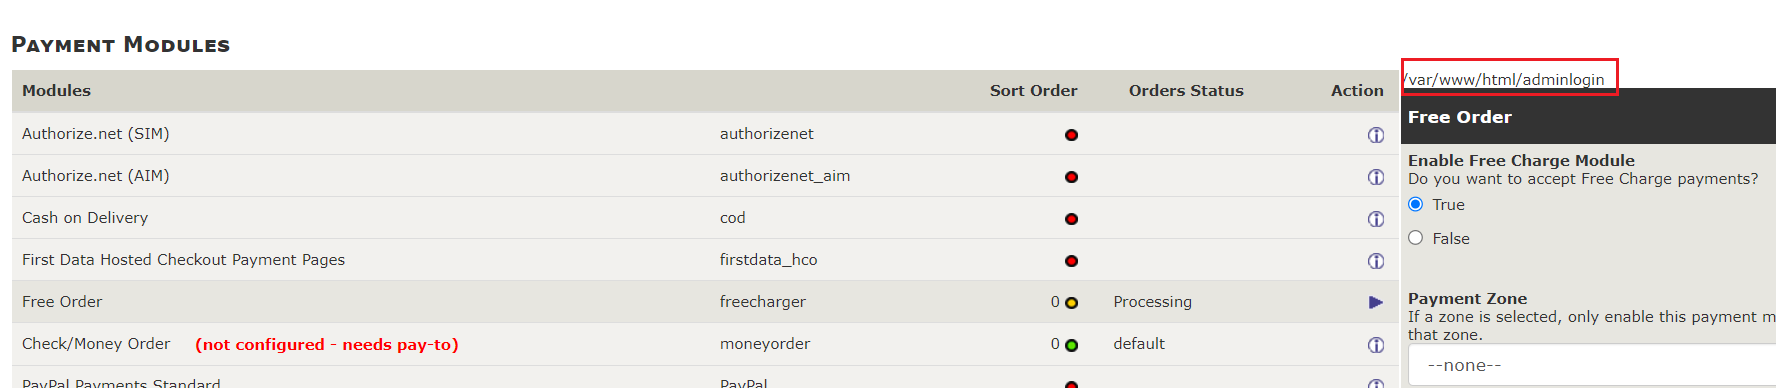 Payment Modules
Modules Sort Order Orders Status Action
/var/www/html/adminlogin
Authorize.net (SIM) authorizenet
Authorize.net (AIM) authorizenet_aim
Cash on Delivery cod
First Data Hosted Checkout Payment Pages firstdata_hco
Free Order freecharger 0 Processing
Check/Money Order (not configured - needs pay-to) moneyorder 0 default
PayPal Payments Standard PayPal
Free Order
Enable Free Charge Module
Do you want to accept Free Charge payments?
True
False
Payment Zone
If a zone is selected, only enable this payment m
that zone.
--none--